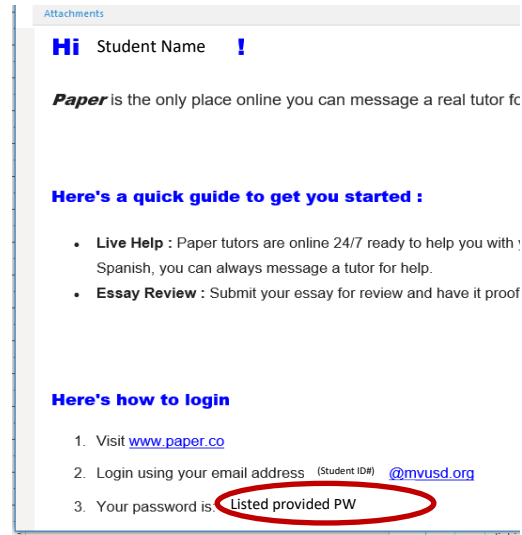 Attachments
Hi Student Name !
Paper is the only place online you can message a real tutor
Here's a quick guide to get you started :
• Live Help : Paper tutors are online 24/7 ready to help you with
Spanish, you can always message a tutor for help.
• Essay Review : Submit your essay for review and have it
Here's how to login
1. Visit www.paper.co
2. Login using your email address (Student ID#) @mvusd.org
3. Your password is: Listed provided PW